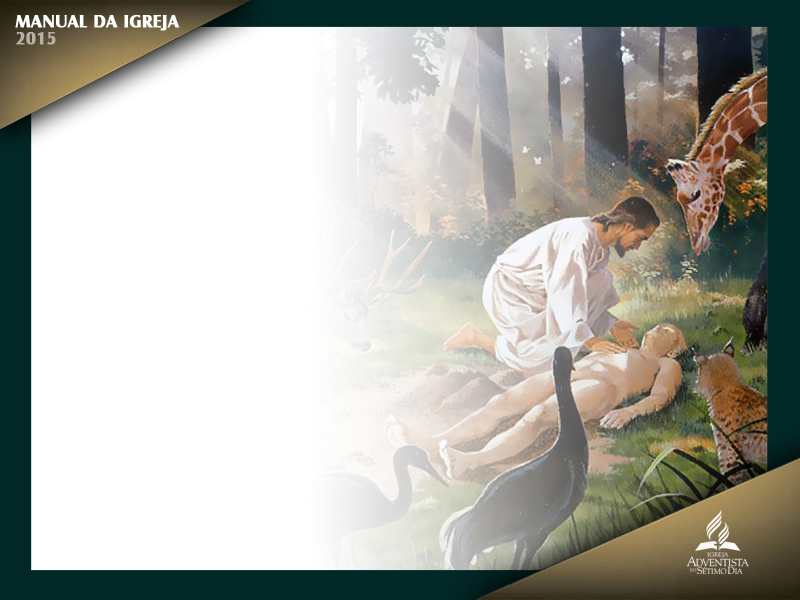 MANUAL DA IGREJA
2015
IGREJA
ADVENTISTA
DO SÉTIMO DIA